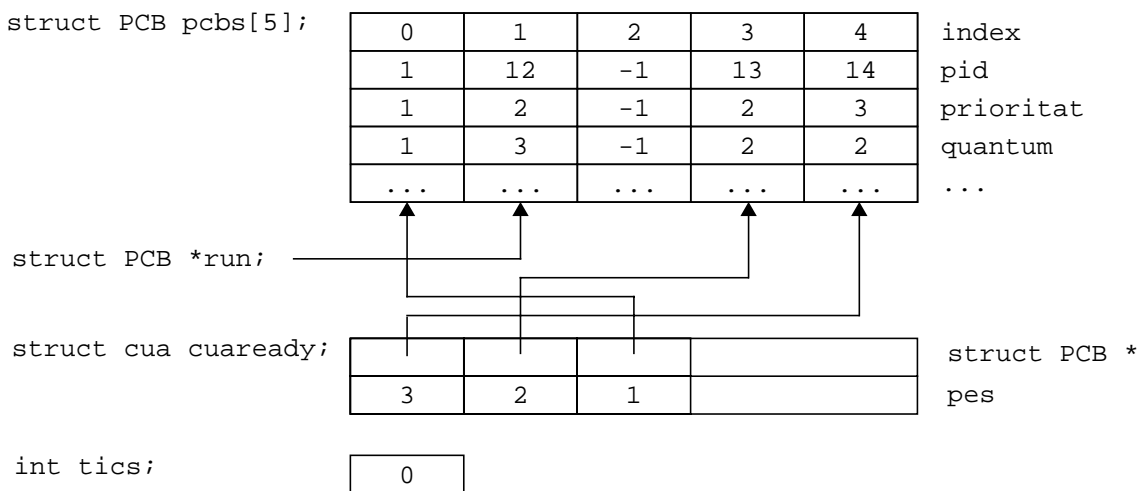 struct PCB pcbs[5];
0 1 2 3 4 index
1 12 -1 13 14 pid
1 2 -1 2 3 prioritat
1 3 -1 2 2 quantum
... ... ... ... ... ...
struct PCB *run;
struct cua cuaready;
struct PCB *
3 2 1 pes
int tics;
0